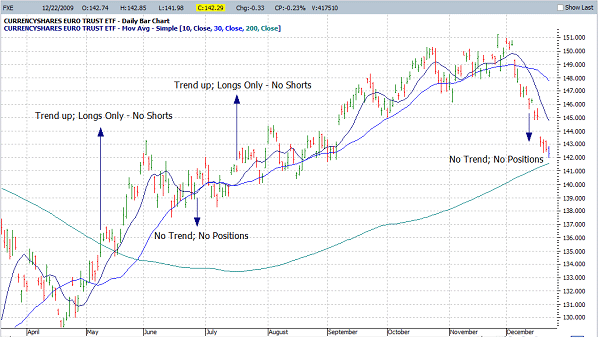 FXE 12/22/2009 O:142.74 H:142.85 L:141.98 C:142.29 Chg:-0.33 CP:-0.23% V:417510 Show Last
CURRENCYSHARES EURO TRUST ETF - Daily Bar Chart
CURRENCYSHARES EURO TRUST ETF - Mov Avg - Simple [10, Close, 30, Close, 200, Close]
Trend up; Longs Only - No Shorts
Trend up; Longs Only - No Shorts
No Trend; No Positions
No Trend; No Positions
151.000
150.000
149.000
148.000
147.000
146.000
145.000
144.000
143.000
142.000
141.000
140.000
139.000
138.000
137.000
136.000
135.000
134.000
133.000
132.000
131.000
130.000
April May June July August September October November December